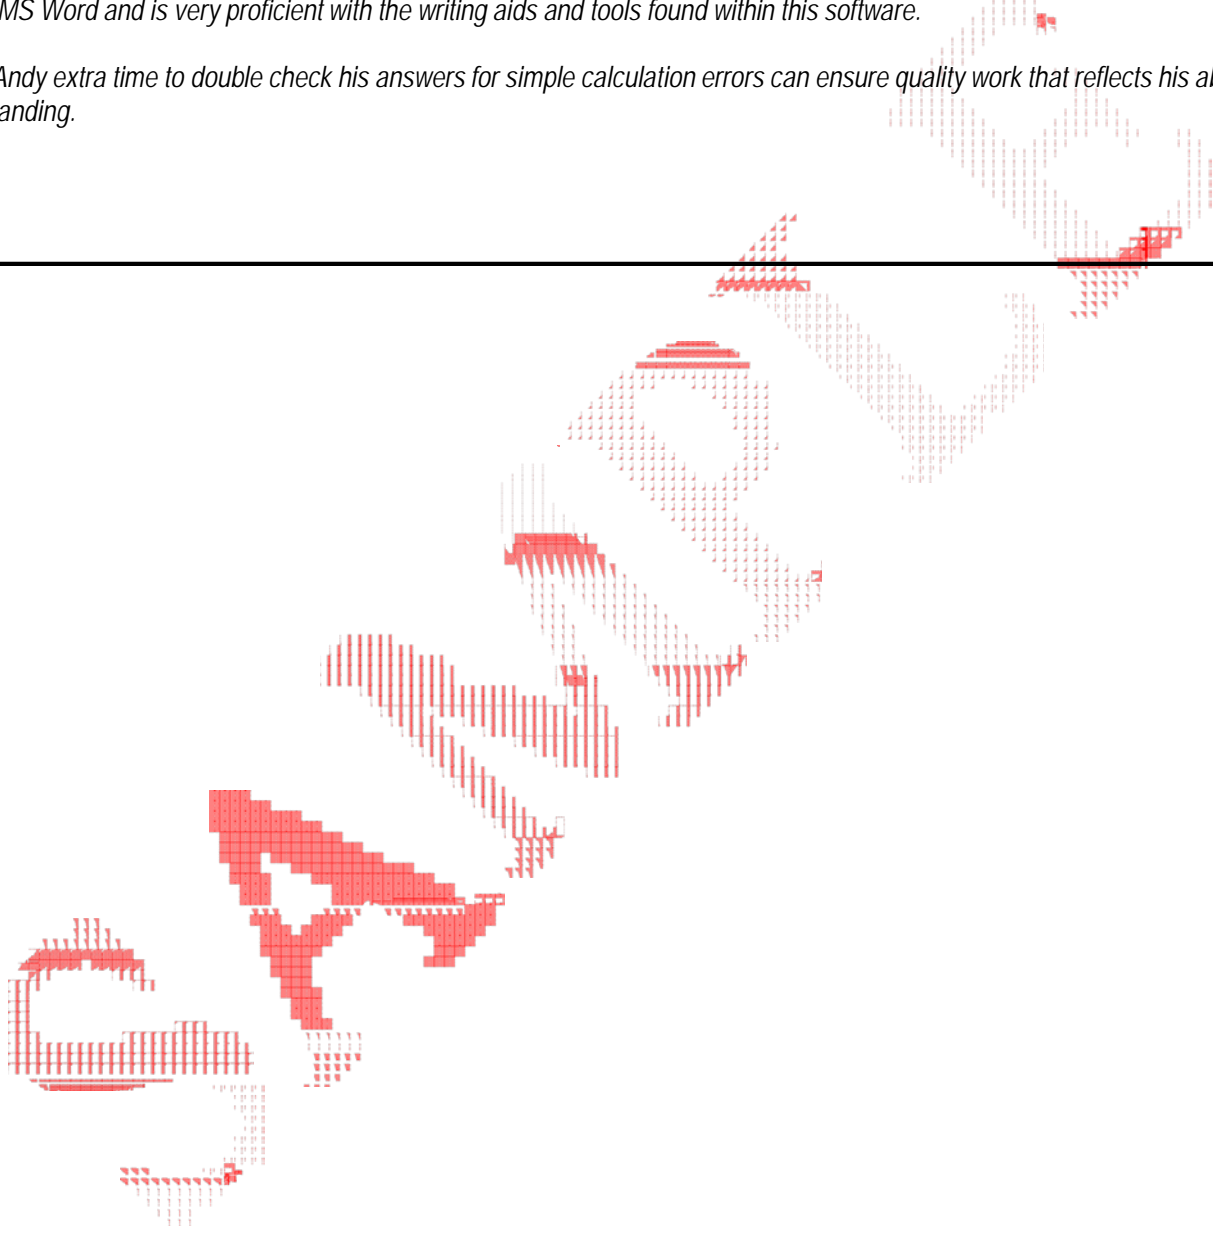 MS Word and is very proficient with the writing aids and tools found within this software.
Andy extra time to double check his answers for simple calculation errors can ensure quality work that reflects his
anding.
SAMPLE